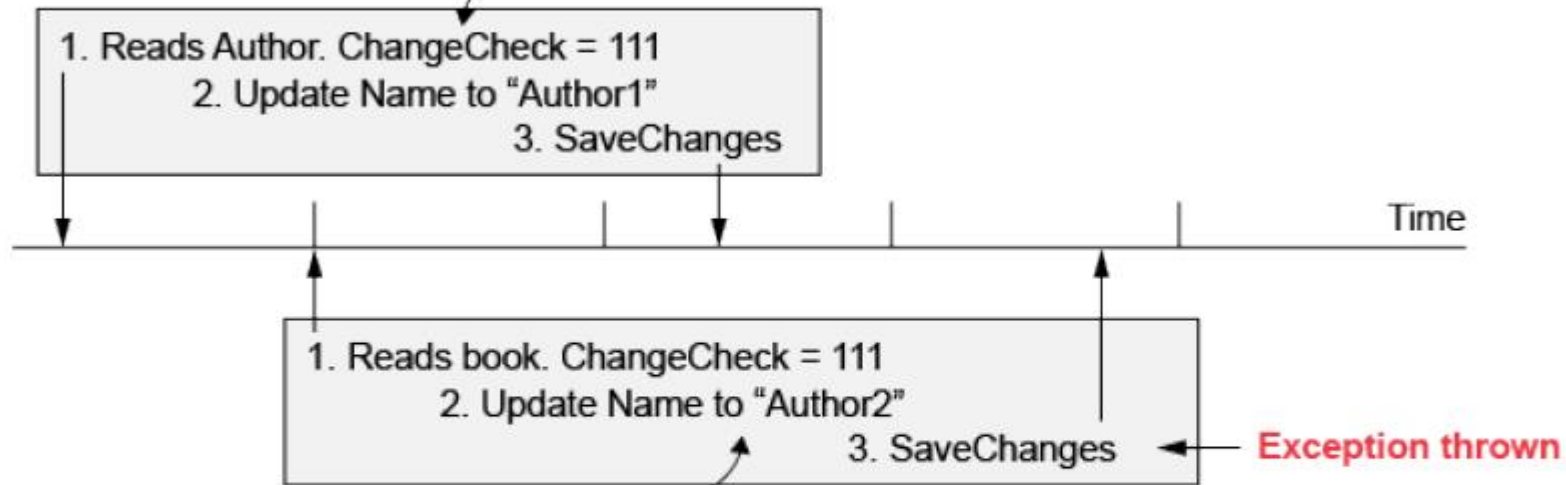 1. Reads Author. ChangeCheck = 111
2. Update Name to “Author1”
3. SaveChanges
Time
1. Reads book. ChangeCheck = 111
2. Update Name to “Author2”
3. SaveChanges
Exception thrown